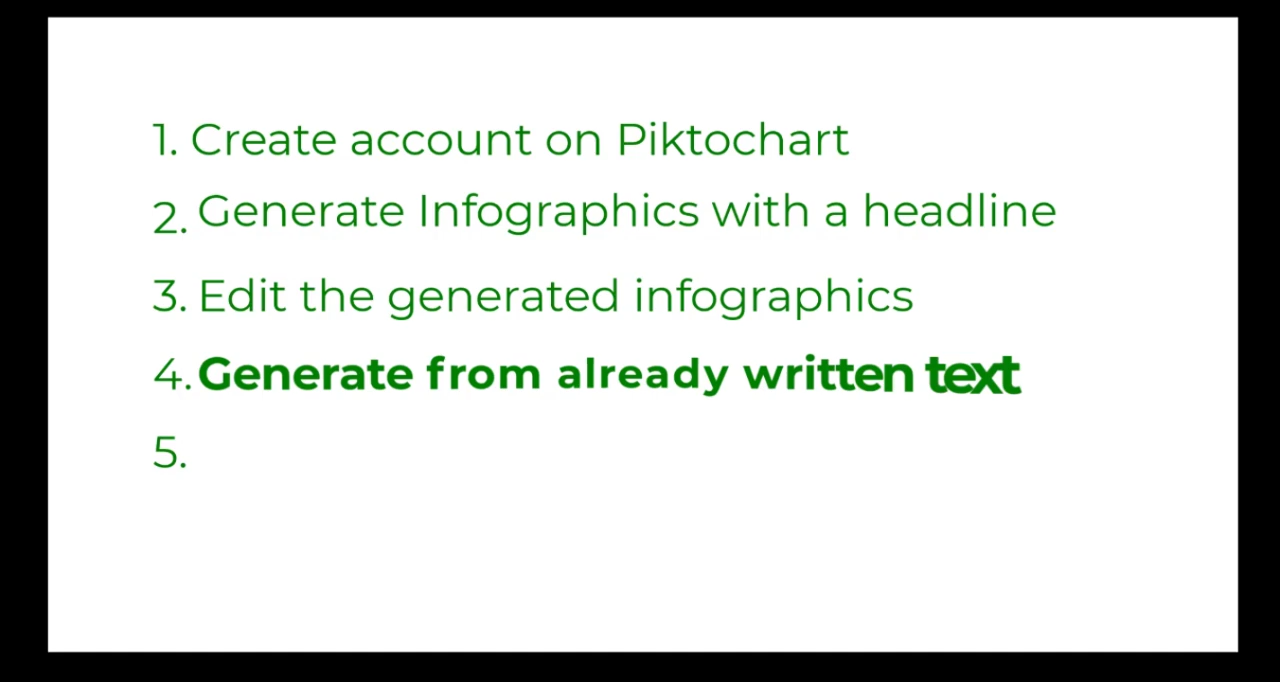 1. Create account on Piktochart
2. Generate Infographics with a headline
3. Edit the generated infographics
4. Generate from already written text
5.